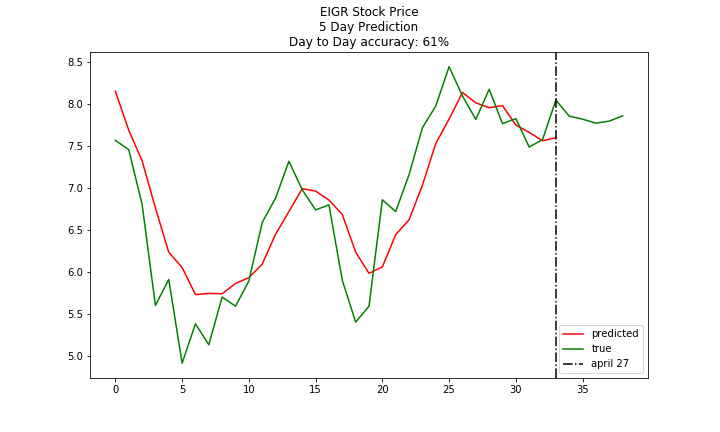 EIGR Stock Price
5 Day Prediction
Day to Day accuracy: 61%
8.5
8.0
7.5
7.0
6.5
6.0
5.5
5.0
predicted
true
april 27
0 5 10 15 20 25 30 35